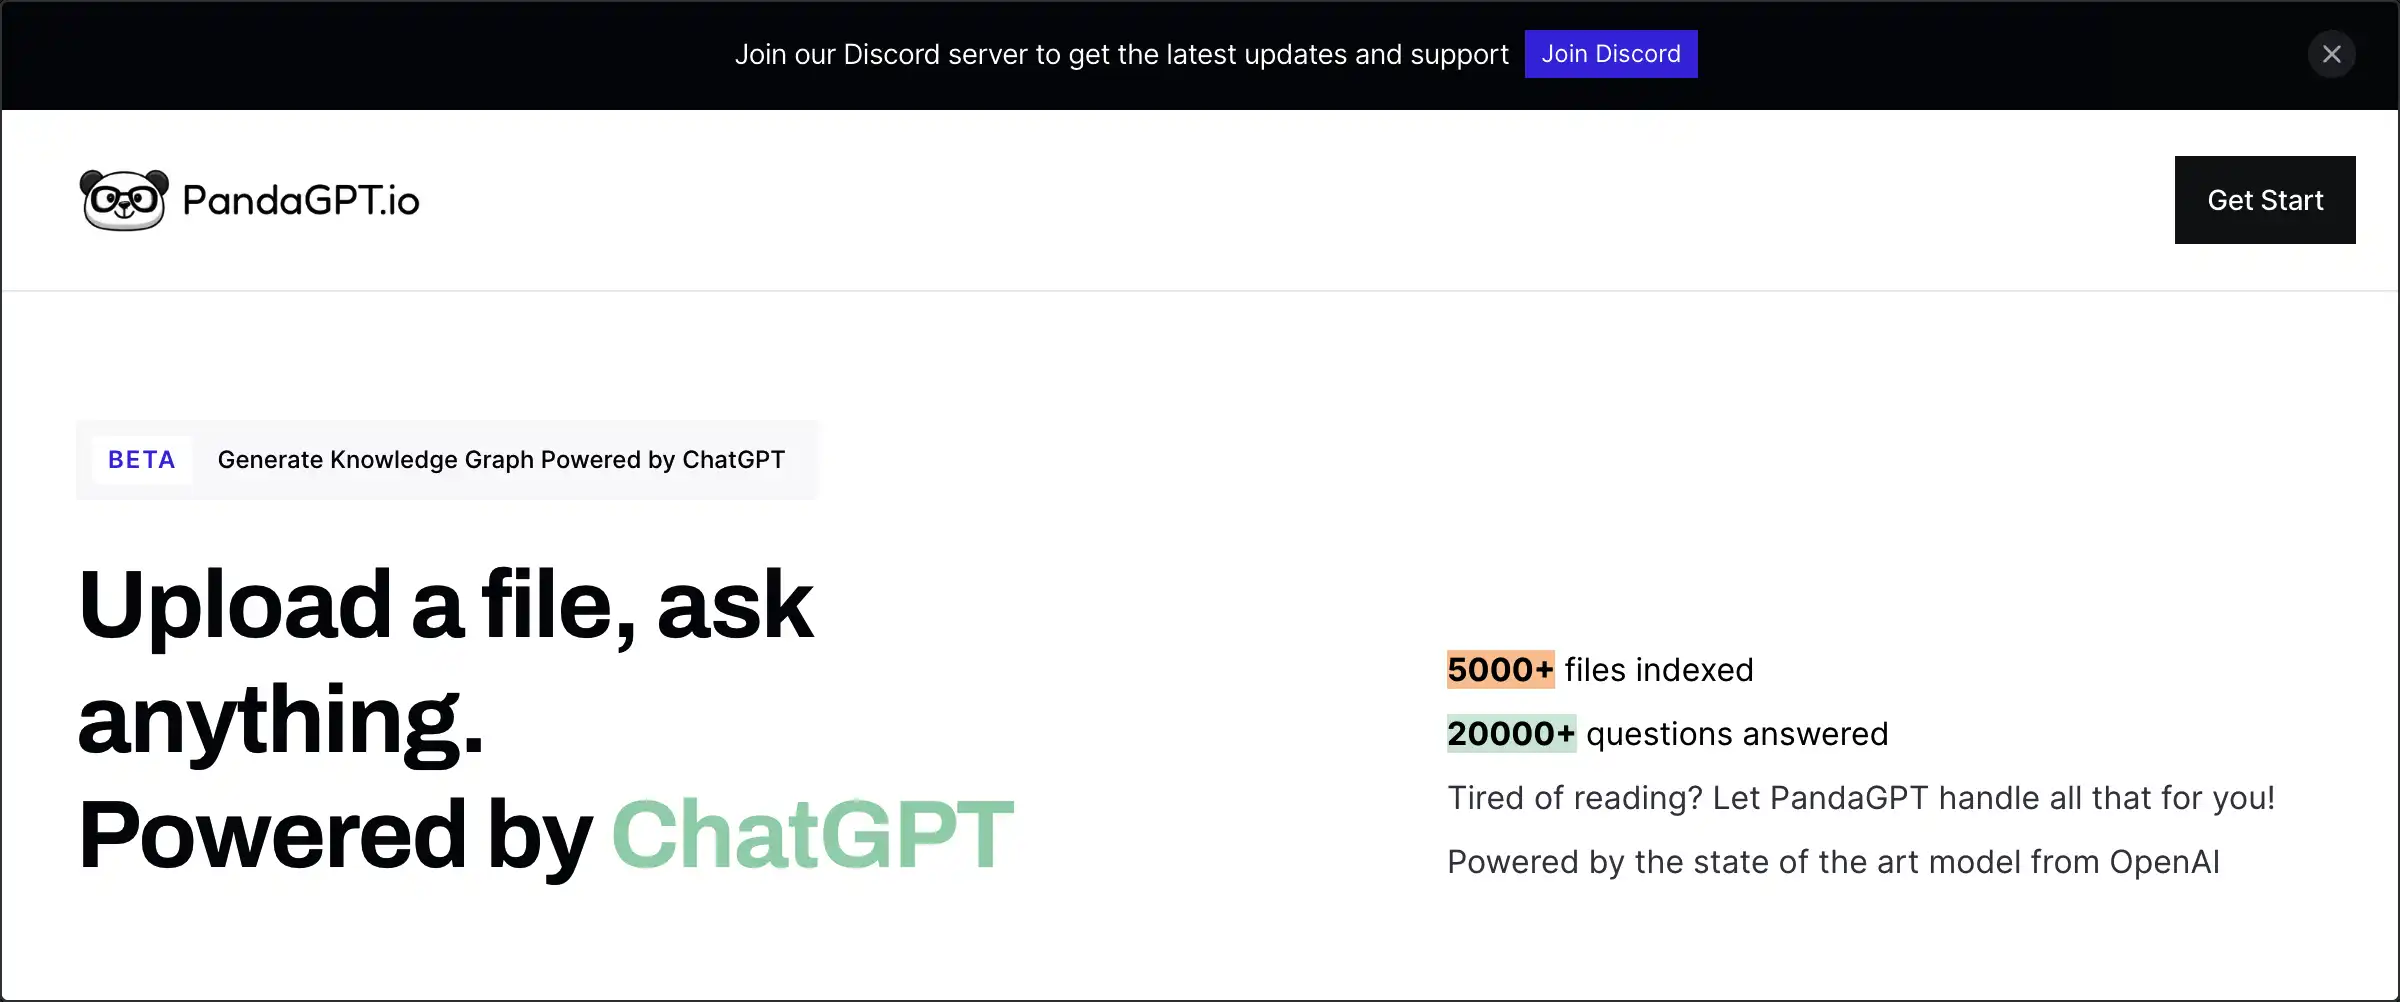 Join our Discord server to get the latest updates and support Join Discord
PandaGPT.io
Get Start
BETA Generate Knowledge Graph Powered by ChatGPT
Upload a file, ask
anything.
Powered by ChatGPT
5000+ files indexed
20000+ questions answered
Tired of reading? Let PandaGPT handle all that for you!
Powered by the state of the art model from OpenAI